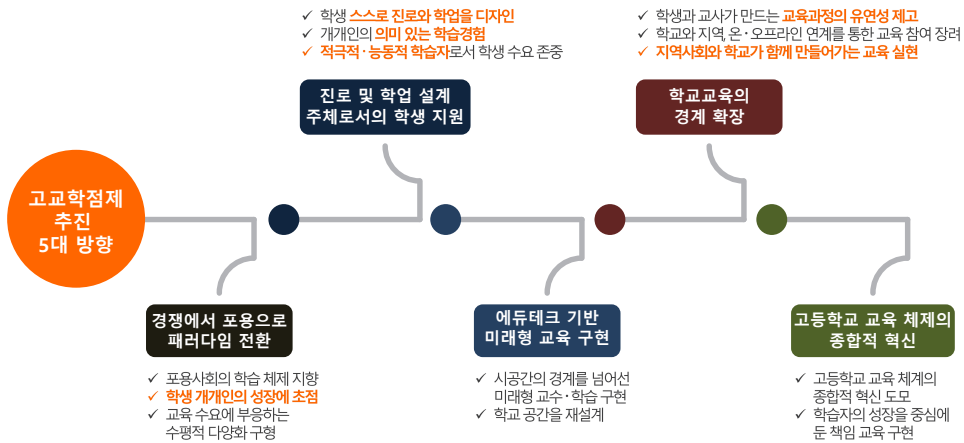 고교학점제
추진
5대 방향
경쟁에서 포용으로
패러다임 전환
✓ 포용사회의 학습 체제 지향
✓ 학생 개개인의 성장에 초점
✓ 교육 수요에 부응하는
수평적 다양화 구형
✓ 학생 스스로 진로와 학업을 디자인
✓ 개개인의 의미 있는 학습경험
✓ 적극적·능동적 학습자로서 학생 수요 존중
진로 및 학업 설계
주체로서의 학생 지원
에듀테크 기반
미래형 교육 구현
✓ 시공간의 경계를 넘어선
미래형 교수·학습 구현
✓ 학교 공간을 재설계
✓ 학생과 교사가 만드는 교육과정의 유연성 제고
✓ 학교와 지역, 온·오프라인 연계를 통한 교육 참여 장려
✓ 지역사회와 학교가 함께 만들어가는 교육 실현
학교교육의
경계 확장
고등학교 교육 체제의
종합적 혁신
✓ 고등학교 교육 체계의
종합적 혁신 도모
✓ 학습자의 성장을 중심에
둔 책임 교육 구현